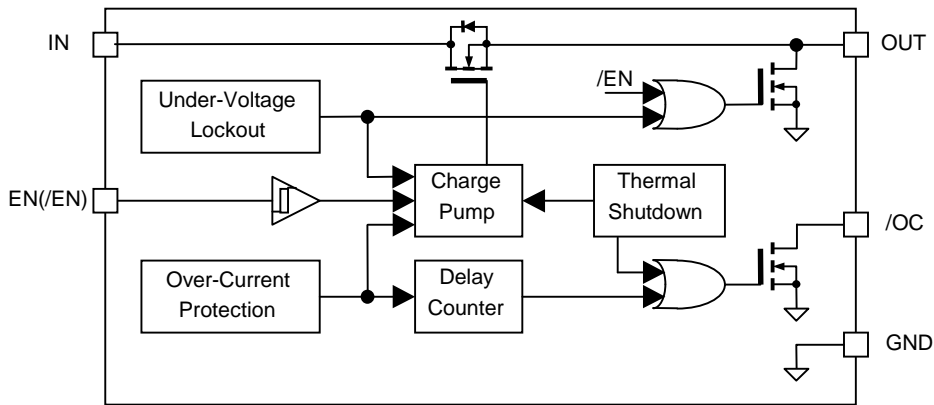 IN
OUT
/EN
Under-Voltage
Lockout
EN(/EN)
Charge
Pump
Thermal
Shutdown
/OC
Over-Current
Protection
Delay
Counter
GND